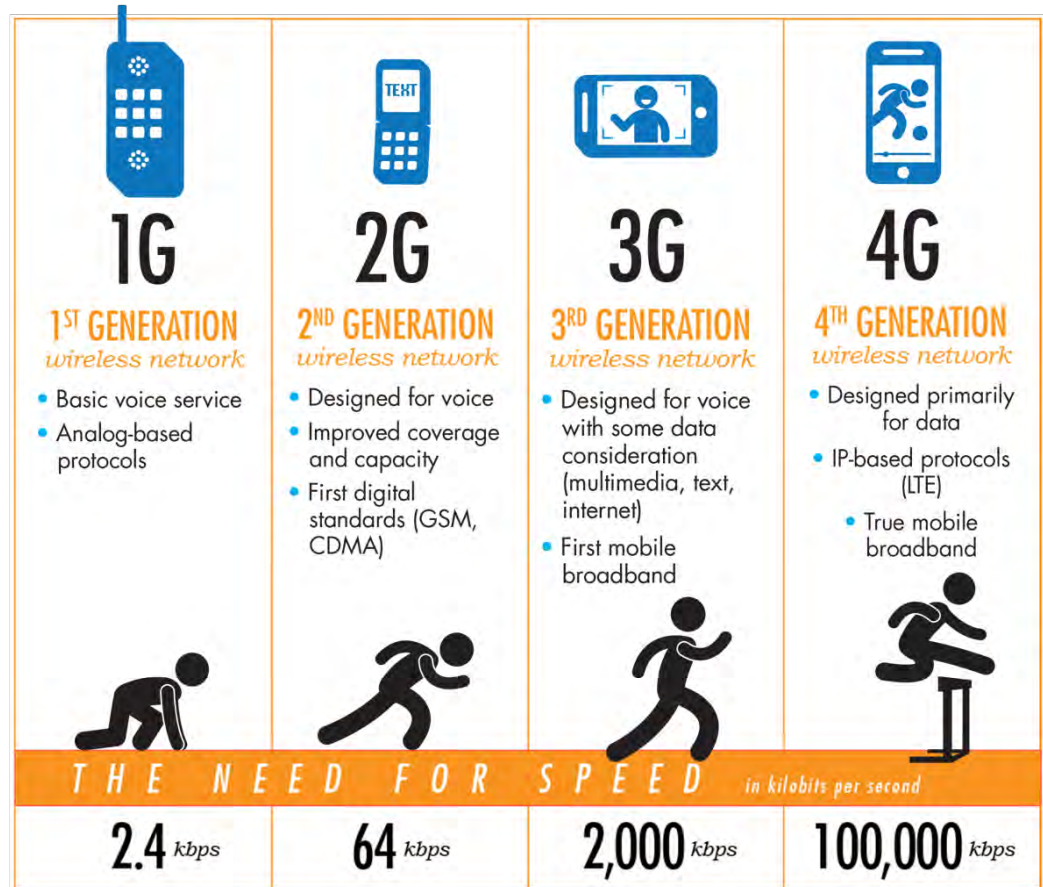 TEXT
1G
1ST GENERATION
wireless network
• Basic voice service
• Analog-based
protocols
2G
2ND GENERATION
wireless network
• Designed for voice
• Improved coverage
and capacity
• First digital
standards (GSM,
CDMA)
3G
3RD GENERATION
wireless network
• Designed for voice
with some data
consideration
(multimedia, text,
internet)
• First mobile
broadband
4G
4TH GENERATION
wireless network
• Designed primarily
for data
• IP-based protocols
(LTE)
• True mobile
broadband
THE NEED FOR SPEED in kilobits per second
2.4 kbps
64 kbps
2,000 kbps
100,000 kbps